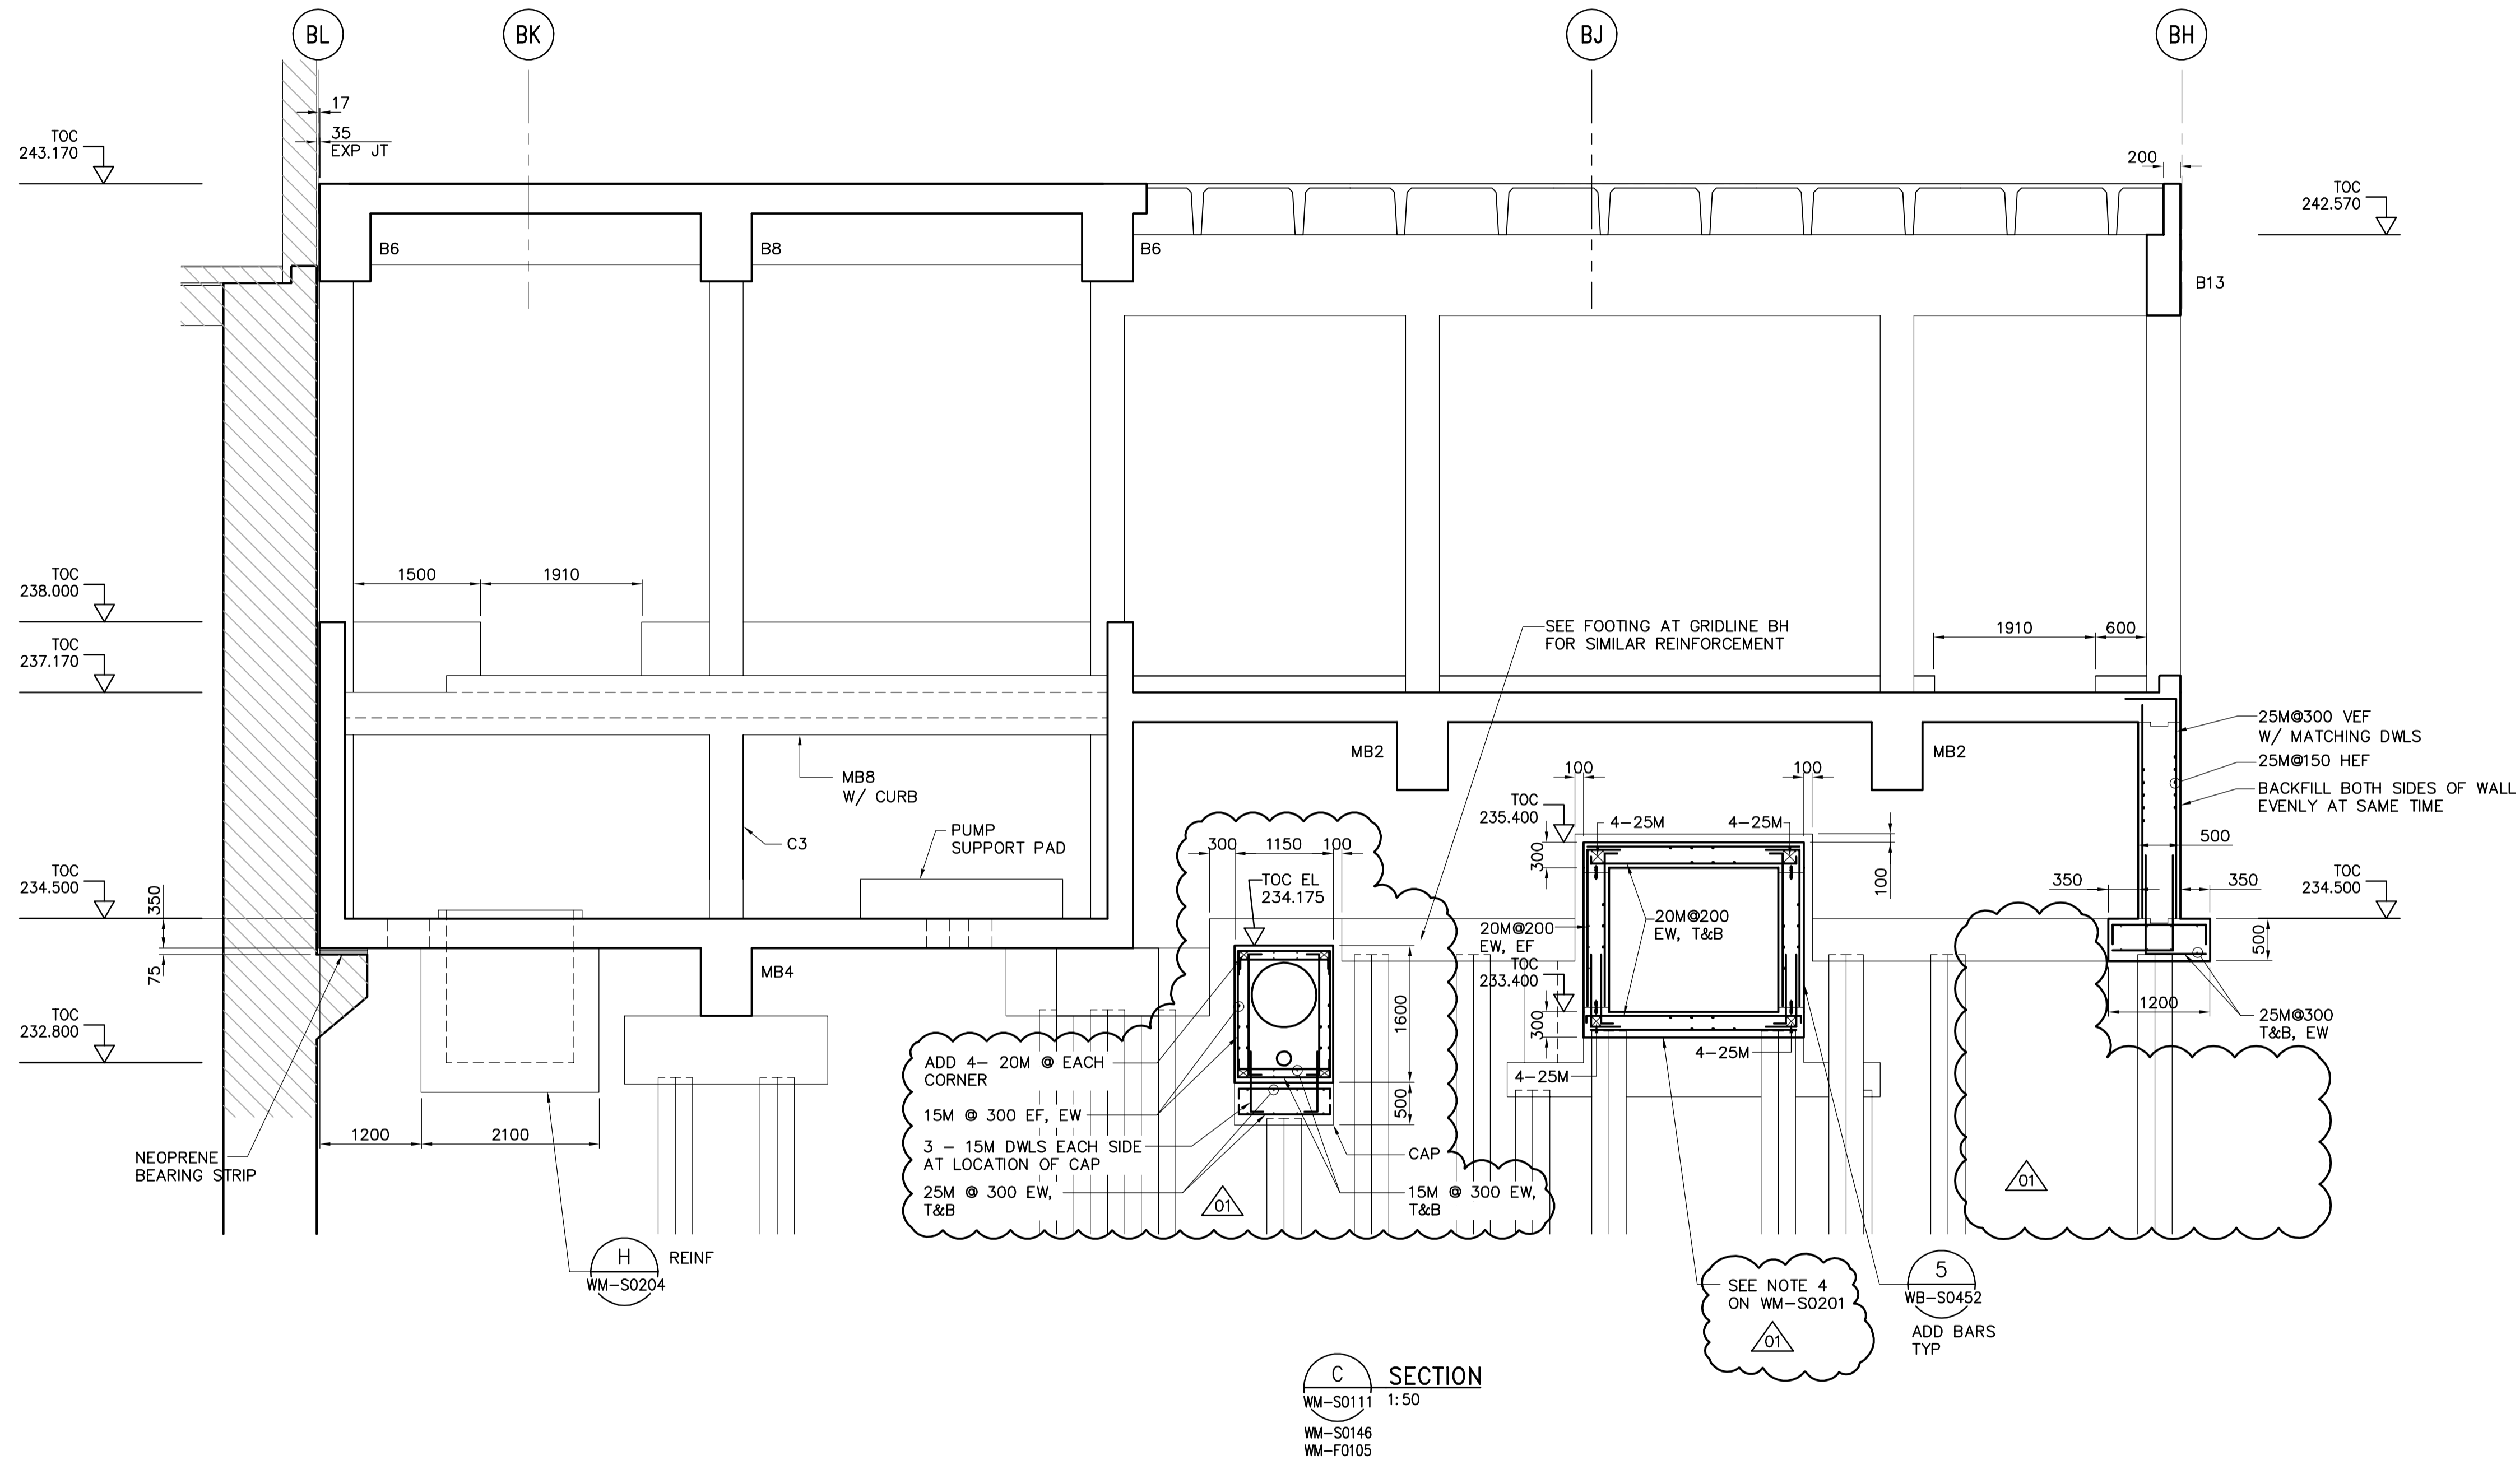 BL
BK
BJ
BH
17
35
EXP JT
TOC
243.170
200
TOC
242.570
B6
B8
B6
B13
TOC
238.000
1500
1910
TOC
237.170
SEE FOOTING AT GRIDLINE BH
FOR SIMILAR REINFORCEMENT
1910
600
25M@300 VEF
W/ MATCHING DWLS
25M@150 HEF
BACKFILL BOTH SIDES OF WALL
EVENLY AT SAME TIME
MB2
MB2
MB8
W/ CURB
C3
PUMP
SUPPORT PAD
100
100
TOC
235.400
4-25M
4-25M
300
1150
100
300
100
500
TOC EL
234.175
TOC
234.500
350
75
350
350
TOC
234.500
500
20M@200
EW, EF
20M@200
EW, T&B
TOC
233.400
300
MB4
1600
500
1200
25M@300
T&B, EW
TOC
232.800
ADD 4- 20M @ EACH
CORNER
15M @ 300 EF, EW
3 - 15M DWLS EACH SIDE
AT LOCATION OF CAP
25M @ 300 EW,
T&B
4-25M
4-25M
CAP
15M @ 300 EW,
T&B
01
01
1200
2100
NEOPRENE
BEARING STRIP
H
WM-S0204
REINF
SEE NOTE 4
ON WM-S0201
01
5
WB-S0452
ADD BARS
TYP
C
WM-S0111
SECTION
1:50
WM-S0146
WM-F0105